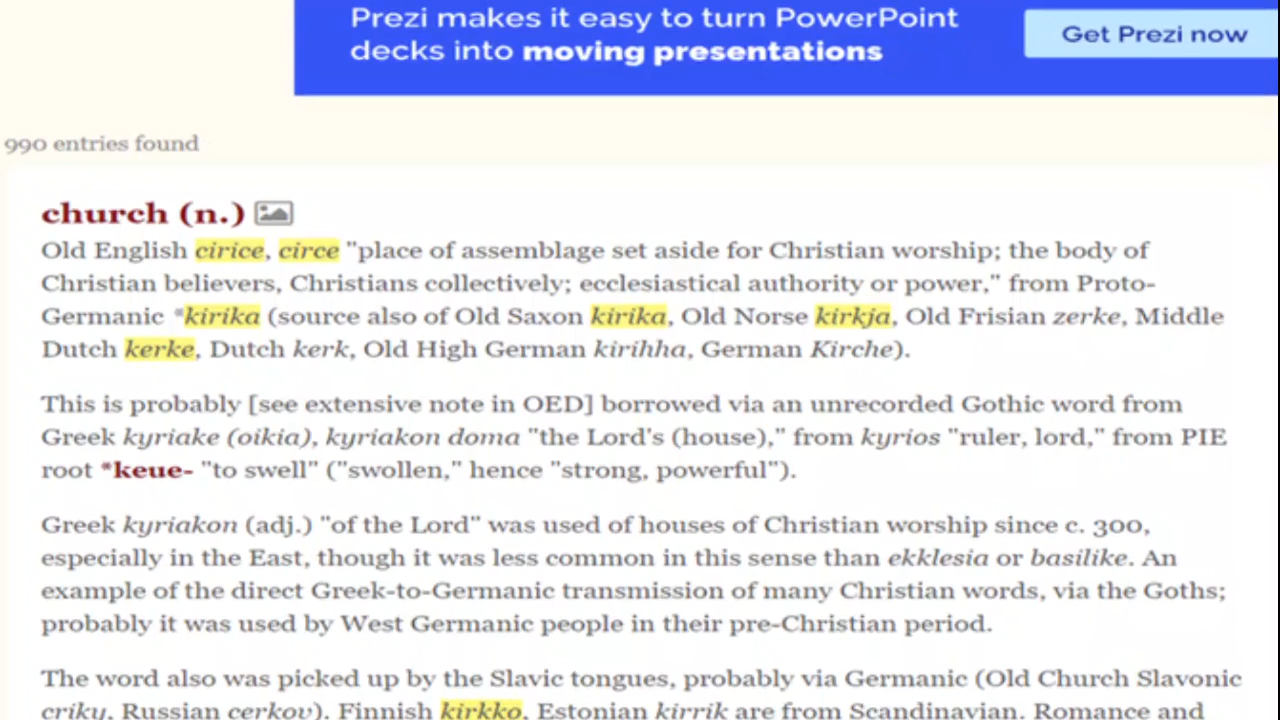 Prezi makes it easy to turn PowerPoint
decks into moving presentations
Get Prezi now
990 entries found
church (n.)
Old English cirice, circe "place of assemblage set aside for Christian worship; the body of
Christian believers, Christians collectively; ecclesiastical authority or power," from Proto-
Germanic *kirika (source also of Old Saxon kirika, Old Norse kirkja, Old Frisian zerke, Middle
Dutch kerke, Dutch kerk, Old High German kirihha, German Kirche).
This is probably [see extensive note in OED] borrowed via an unrecorded Gothic word from
Greek kyriake (oikia), kyriakon doma "the Lord's (house)," from kyrios "ruler, lord," from PIE
root *keue- "to swell" ("swollen," hence "strong, powerful").
Greek kyriakon (adj.) "of the Lord" was used of houses of Christian worship since c. 300,
especially in the East, though it was less common in this sense than ekklesia or basilike. An
example of the direct Greek-to-Germanic transmission of many Christian words, via the Goths;
probably it was used by West Germanic people in their pre-Christian period.
The word also was picked up by the Slavic tongues, probably via Germanic (Old Church Slavonic
criky, Russian cerkov). Finnish kirkko, Estonian kirrik are from Scandinavian. Romance and